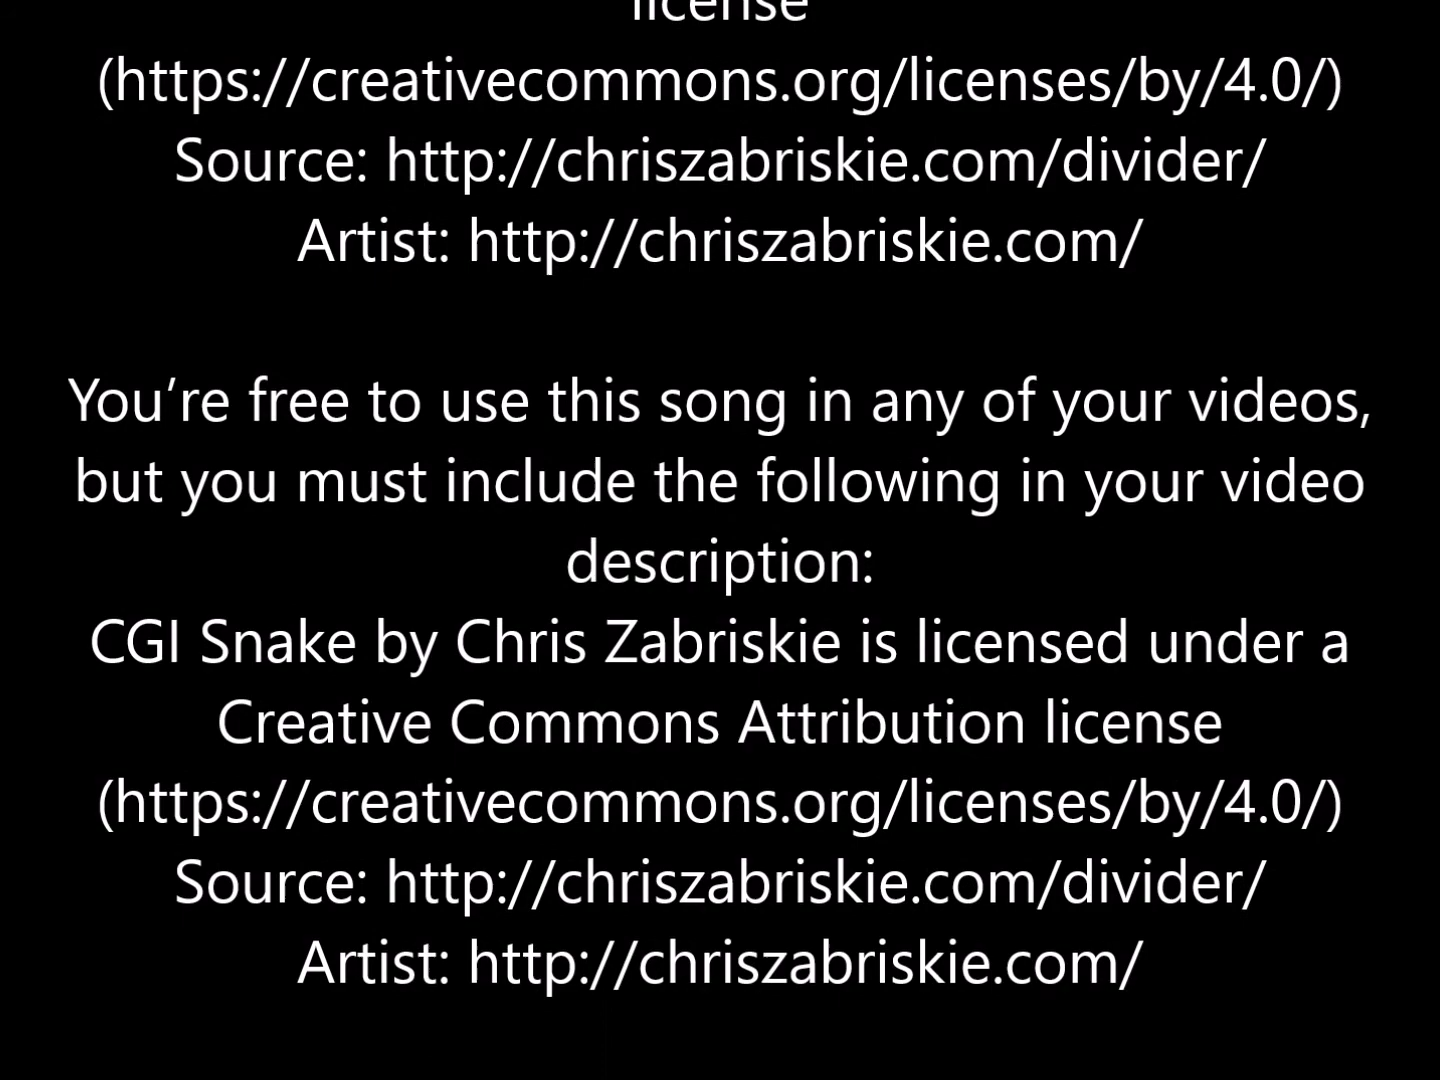 license
(https://creativecommons.org/licenses/by/4.0/)
Source: http://chriszabriskie.com/divider/
Artist: http://chriszabriskie.com/

You’re free to use this song in any of your videos,
but you must include the following in your video
description:
CGI Snake by Chris Zabriskie is licensed under a
Creative Commons Attribution license
(https://creativecommons.org/licenses/by/4.0/)
Source: http://chriszabriskie.com/divider/
Artist: http://chriszabriskie.com/